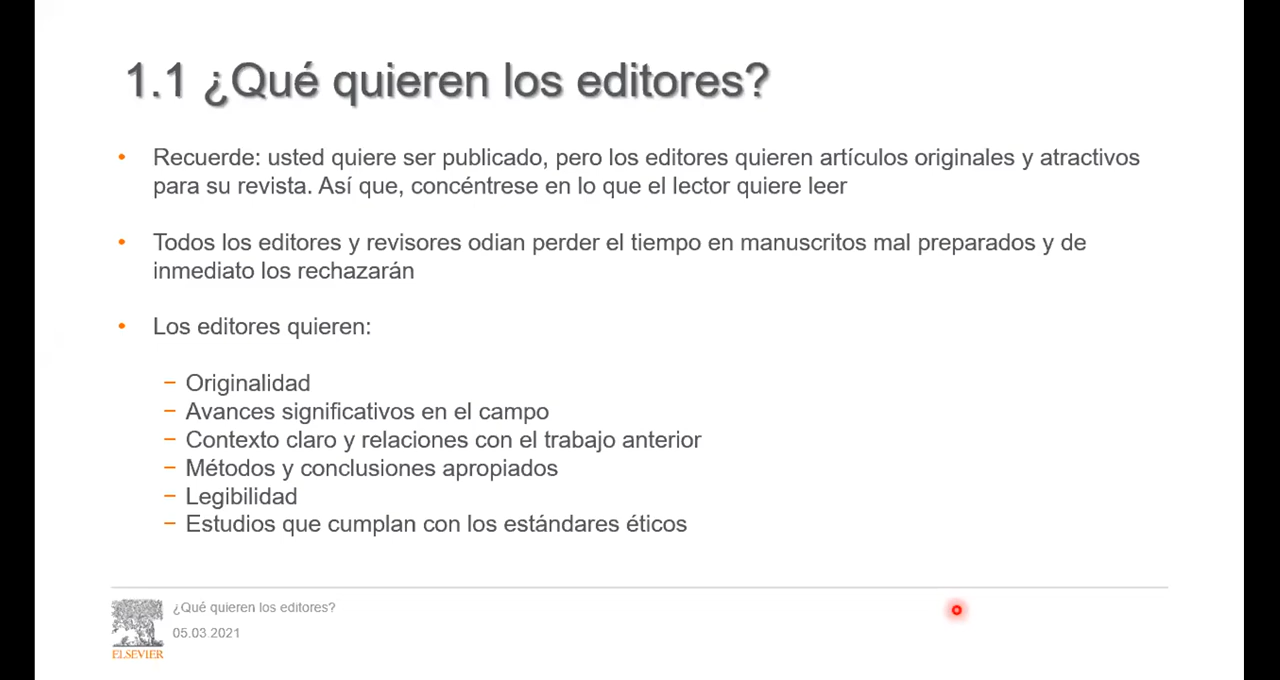 1.1 ¿Qué quieren los editores?
• Recuerde: usted quiere ser publicado, pero los editores quieren artículos originales y atractivos
para su revista. Así que, concéntrese en lo que el lector quiere leer
• Todos los editores y revisores odian perder el tiempo en manuscritos mal preparados y de
inmediato los rechazarán
• Los editores quieren:
− Originalidad
− Avances significativos en el campo
− Contexto claro y relaciones con el trabajo anterior
− Métodos y conclusiones apropiados
− Legibilidad
− Estudios que cumplan con los estándares éticos
¿Qué quieren los editores?
05.03.2021
ELSEVIER